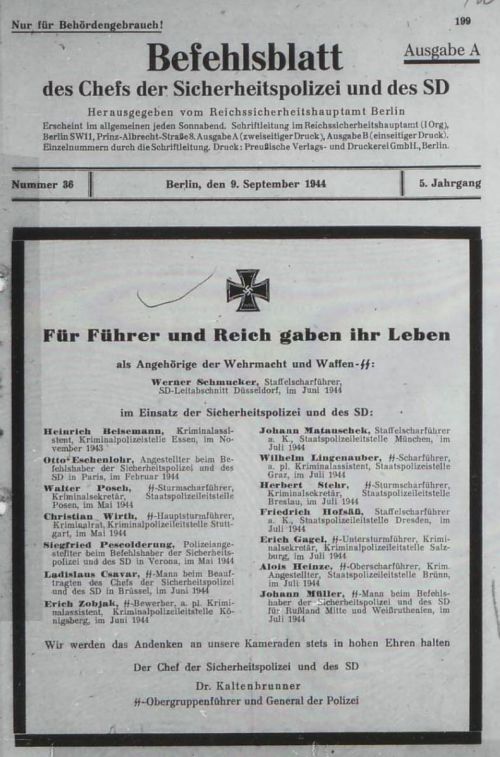 Nur für Behördengebrauch!
199
Befehlsblatt
Ausgabe A
des Chefs der Sicherheitspolizei und des SD
Herausgegeben vom Reichssicherheitshauptamt Berlin
Erscheint im allgemeinen jeden Sonnabend. Schriftleitung im Reichssicherheitshauptamt (I Org),
Berlin SW 11, Prinz-Albrecht-Straße 8. Ausgabe A (zweiseitiger Druck), Ausgabe B (einseitiger Druck).
Einzelnummern durch die Schriftleitung. Druck: Preußische Verlags- und Druckerei GmbH., Berlin.
Nummer 36
Berlin, den 9. September 1944
5. Jahrgang
Für Führer und Reich gaben ihr Leben
als Angehörige der Wehrmacht und Waffen-ᛋᛋ:
Werner Schmucker, Staffelscharführer,
SD-Leitabschnitt Düsseldorf, im Juni 1944
im Einsatz der Sicherheitspolizei und des SD:
Heinrich Heisemann, Kriminalassi-
stent, Kriminalpolizeistelle Essen, im No-
vember 1943
Otto Eschenlohr, Angestellter beim Be-
fehlshaber der Sicherheitspolizei und des
SD in Paris, im Februar 1944
Walter Posch, ᛋᛋ-Sturmscharführer,
Kriminalsekretär, Staatspolizeileitstelle
Posen, im Mai 1944
Christian Wirth, ᛋᛋ-Hauptsturmführer,
Kriminalrat, Kriminalpolizeileitstelle Stutt-
gart, im Mai 1944
Siegfried Pescolderung, Polizeiange-
stellter beim Befehlshaber der Sicherheits-
polizei und des SD in Verona, im Mai 1944
Ladislaus Csavar, ᛋᛋ-Mann beim Beauf-
tragten des Chefs der Sicherheitspolizei
und des SD in Brüssel, im Juni 1944
Erich Zobjak, ᛋᛋ-Bewerber, a. pl. Krimi-
nalassistent, Kriminalpolizeileitstelle Kö-
nigsberg, im Juni 1944
Johann Matauschek, Staffelscharführer
a. K., Staatspolizeileitstelle München, im
Juli 1944
Wilhelm Lingenauber, ᛋᛋ-Scharführer,
a. pl. Kriminalassistent, Staatspolizeistelle
Graz, im Juli 1944
Herbert Stehr, ᛋᛋ-Sturmscharführer,
Kriminalsekretär, Staatspolizeileitstelle
Breslau, im Juli 1944
Friedrich Hofsäß, Staffelscharführer
a. K., Staatspolizeileitstelle Dresden, im
Juli 1944
Erich Gagel, ᛋᛋ-Untersturmführer, Krimi-
nalsekretär, Kriminalpolizeistelle Salz-
burg, im Juli 1944
Alois Heinze, ᛋᛋ-Oberscharführer, Krim.
Angestellter, Staatspolizeileitstelle Brünn,
im Juli 1944
Johann Müller, ᛋᛋ-Mann beim Befehls-
haber der Sicherheitspolizei und des SD
für Rußland Mitte und Weißruthenien, im
Juli 1944
Wir werden das Andenken an unsere Kameraden stets in hohen Ehren halten
Der Chef der Sicherheitspolizei und des SD
Dr. Kaltenbrunner
ᛋᛋ-Obergruppenführer und General der Polizei